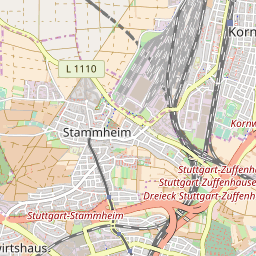 Korn
L 1110
Kornw
Stammheim
Stuttgart-Zuffenh
Stuttgart-Zuffenhause
Dreieck Stuttgart-Zuffenh
Stuttgart-Stammheim
wirtshaus.